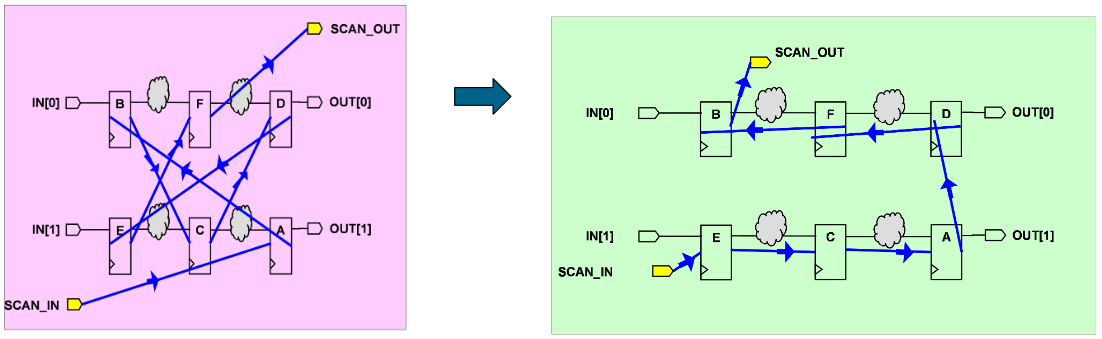 SCAN_OUT
IN[0] B F D OUT[0]
IN[1] E C A OUT[1]
SCAN_IN
SCAN_OUT
IN[0] B F D OUT[0]
IN[1] E C A OUT[1]
SCAN_IN